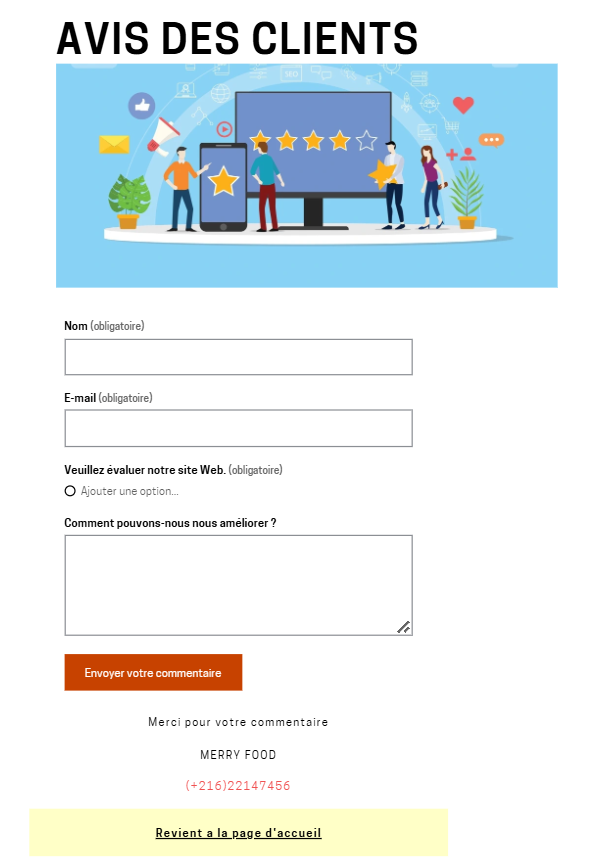 AVIS DES CLIENTS
SEO
Nom (obligatoire)
E-mail (obligatoire)
Veuillez évaluer notre site Web. (obligatoire)
Ajouter une option...
Comment pouvons-nous nous améliorer ?
Envoyer votre commentaire
Merci pour votre commentaire
MERRY FOOD
(+216)22147456
Revient a la page d'accueil